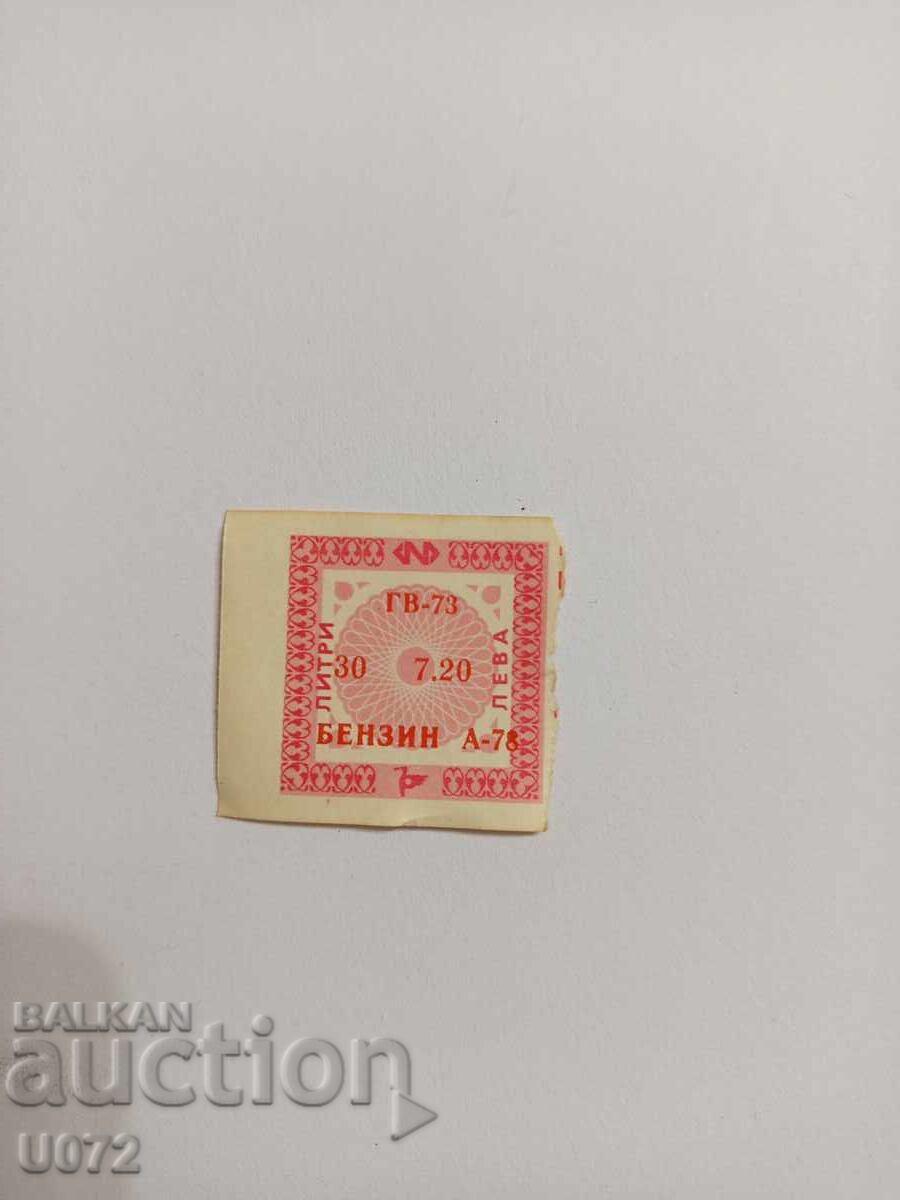 ГВ-73
ЛИТРИ
30 7.20
ЛЕВА
БЕНЗИН А-78
BALKAN
auction
U072